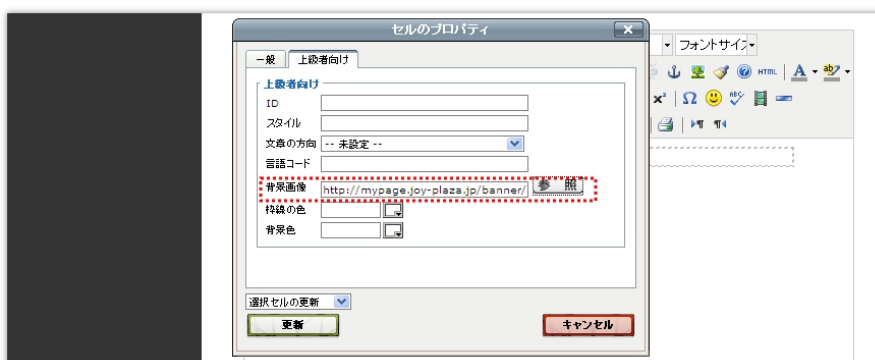 セルのプロパティ
フォントサイズ
一般 上級者向け
HTML A ab
上級者向け
ID
x² Ω ABC
スタイル
文章の方向 -- 未設定 --
言語コード
背景画像 http://mypage.joy-plaza.jp/banner/ 参 照
枠線の色
背景色
選択セルの更新
更新 キャンセル